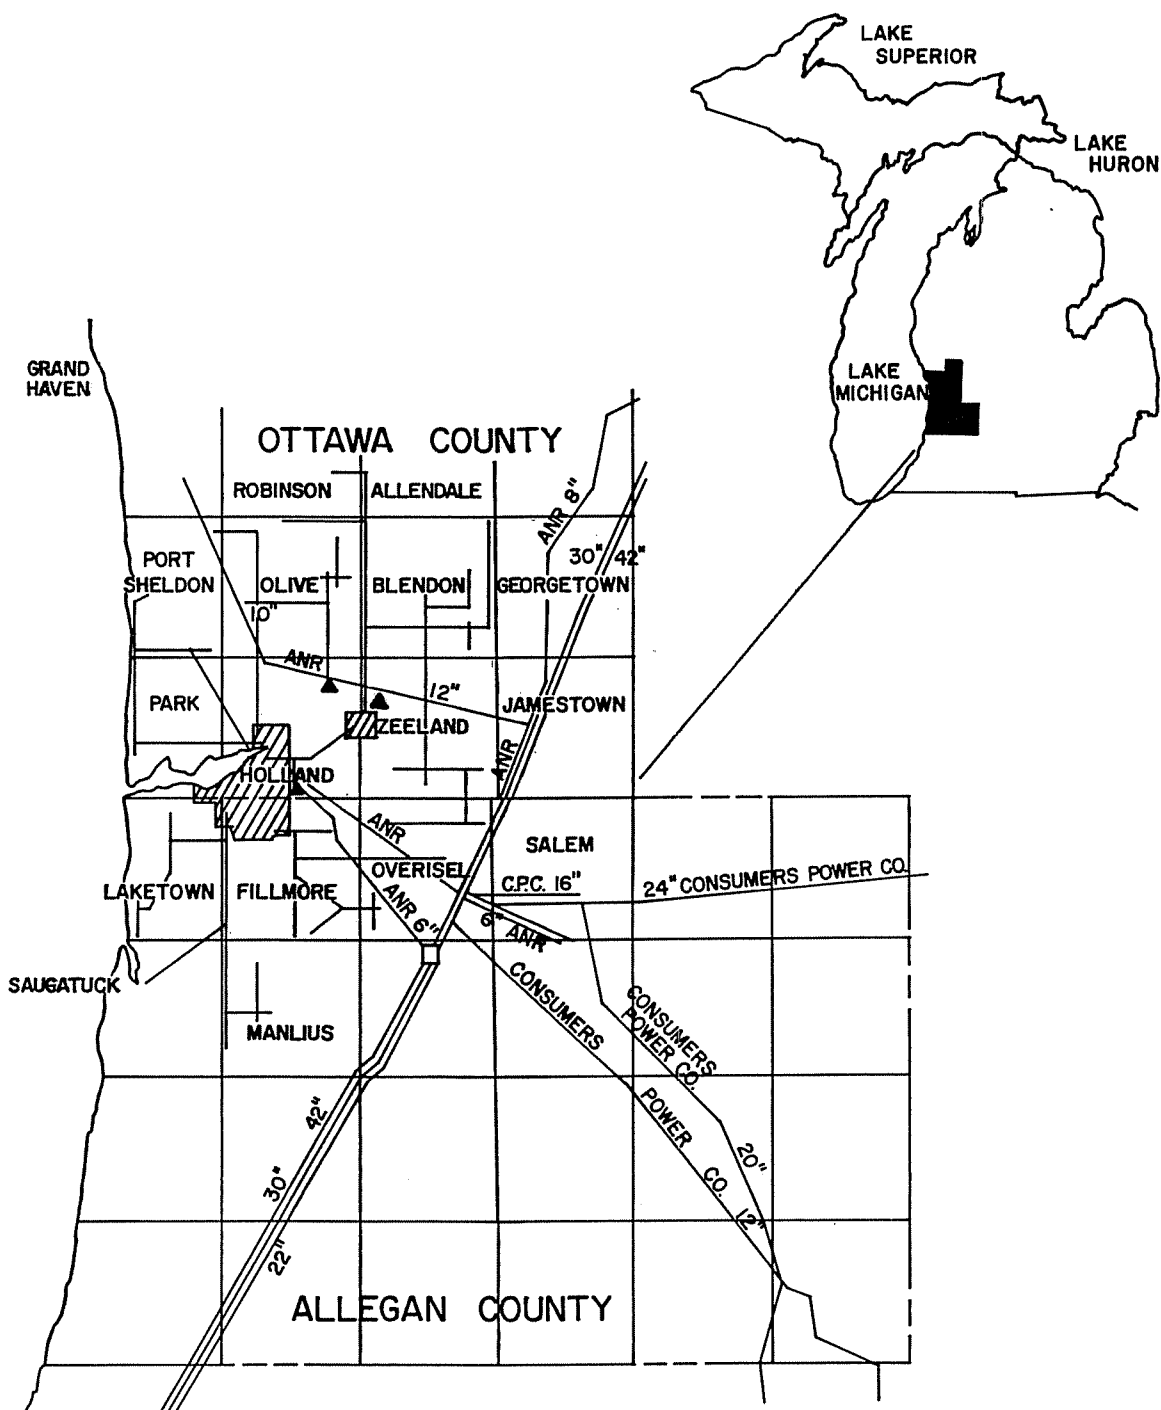 LAKE
SUPERIOR
LAKE
HURON
LAKE
MICHIGAN
GRAND
HAVEN
OTTAWA COUNTY
ROBINSON
ALLENDALE
ANR 8"
30" 42"
PORT
SHELDON
OLIVE
BLENDON
GEORGETOWN
10"
ANR
12"
PARK
JAMESTOWN
ZEELAND
ANR
HOLLAND
ANR
SALEM
OVERISEL
C.P.C. 16"
24" CONSUMERS POWER CO.
LAKETOWN
FILLMORE
ANR 6"
6" ANR
SAUGATUCK
CONSUMERS
POWER CO.
12"
CONSUMERS
POWER CO.
20"
MANLIUS
42"
30"
22"
ALLEGAN COUNTY